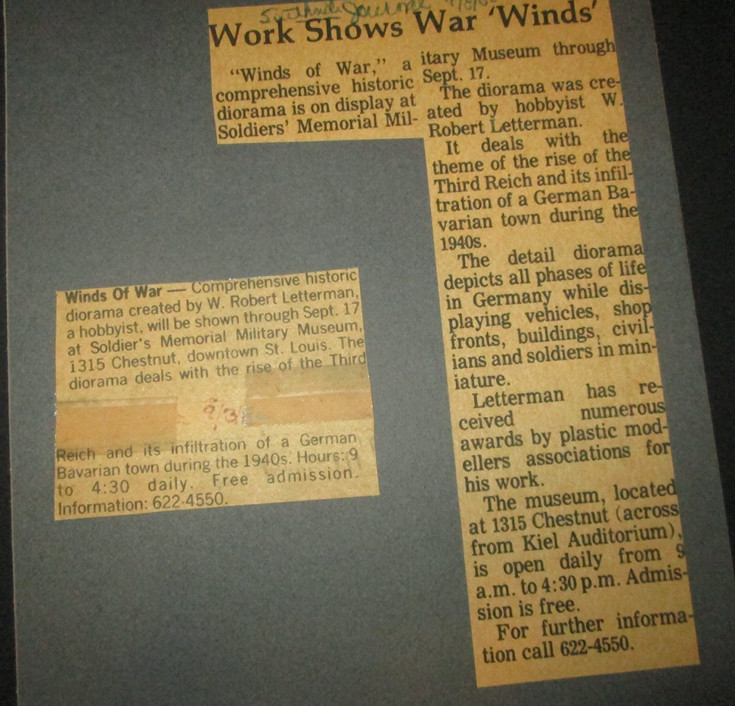 Southside Journal
Work Shows War 'Winds'
"Winds of War," a
comprehensive historic
diorama is on display at
Soldiers' Memorial Mil-
itary Museum through
Sept. 17.
The diorama was cre-
ated by hobbyist W.
Robert Letterman.
It deals with the
theme of the rise of the
Third Reich and its infil-
tration of a German Ba-
varian town during the
1940s.
The detail diorama
depicts all phases of life
in Germany while dis-
playing vehicles, shop
fronts, buildings, civil-
ians and soldiers in min-
iature.
Letterman has re-
ceived numerous
awards by plastic mod-
ellers associations for
his work.
The museum, located
at 1315 Chestnut (across
from Kiel Auditorium),
is open daily from 9
a.m. to 4:30 p.m. Admis-
sion is free.
For further informa-
tion call 622-4550.
Winds Of War — Comprehensive historic
diorama created by W. Robert Letterman,
a hobbyist, will be shown through Sept. 17
at Soldier's Memorial Military Museum,
1315 Chestnut, downtown St. Louis. The
diorama deals with the rise of the Third
Reich and its infiltration of a German
Bavarian town during the 1940s. Hours: 9
to 4:30 daily. Free admission.
Information: 622-4550.